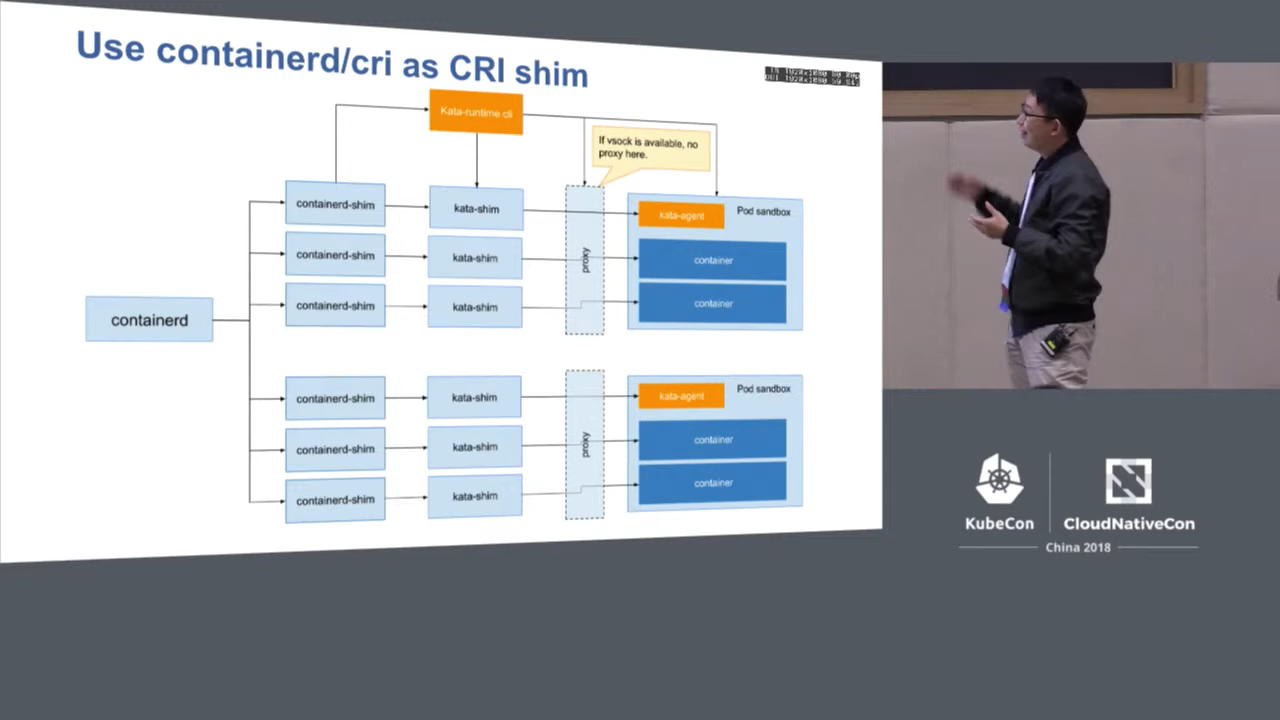 Use containerd/cri as CRI shim
Kata-runtime cli
If vsock is available, no
proxy here.
containerd-shim
kata-shim
kata-agent
Pod sandbox
containerd-shim
kata-shim
proxy
container
containerd-shim
kata-shim
container
containerd
containerd-shim
kata-shim
kata-agent
Pod sandbox
containerd-shim
kata-shim
proxy
container
containerd-shim
kata-shim
container
KubeCon
CloudNativeCon
China 2018